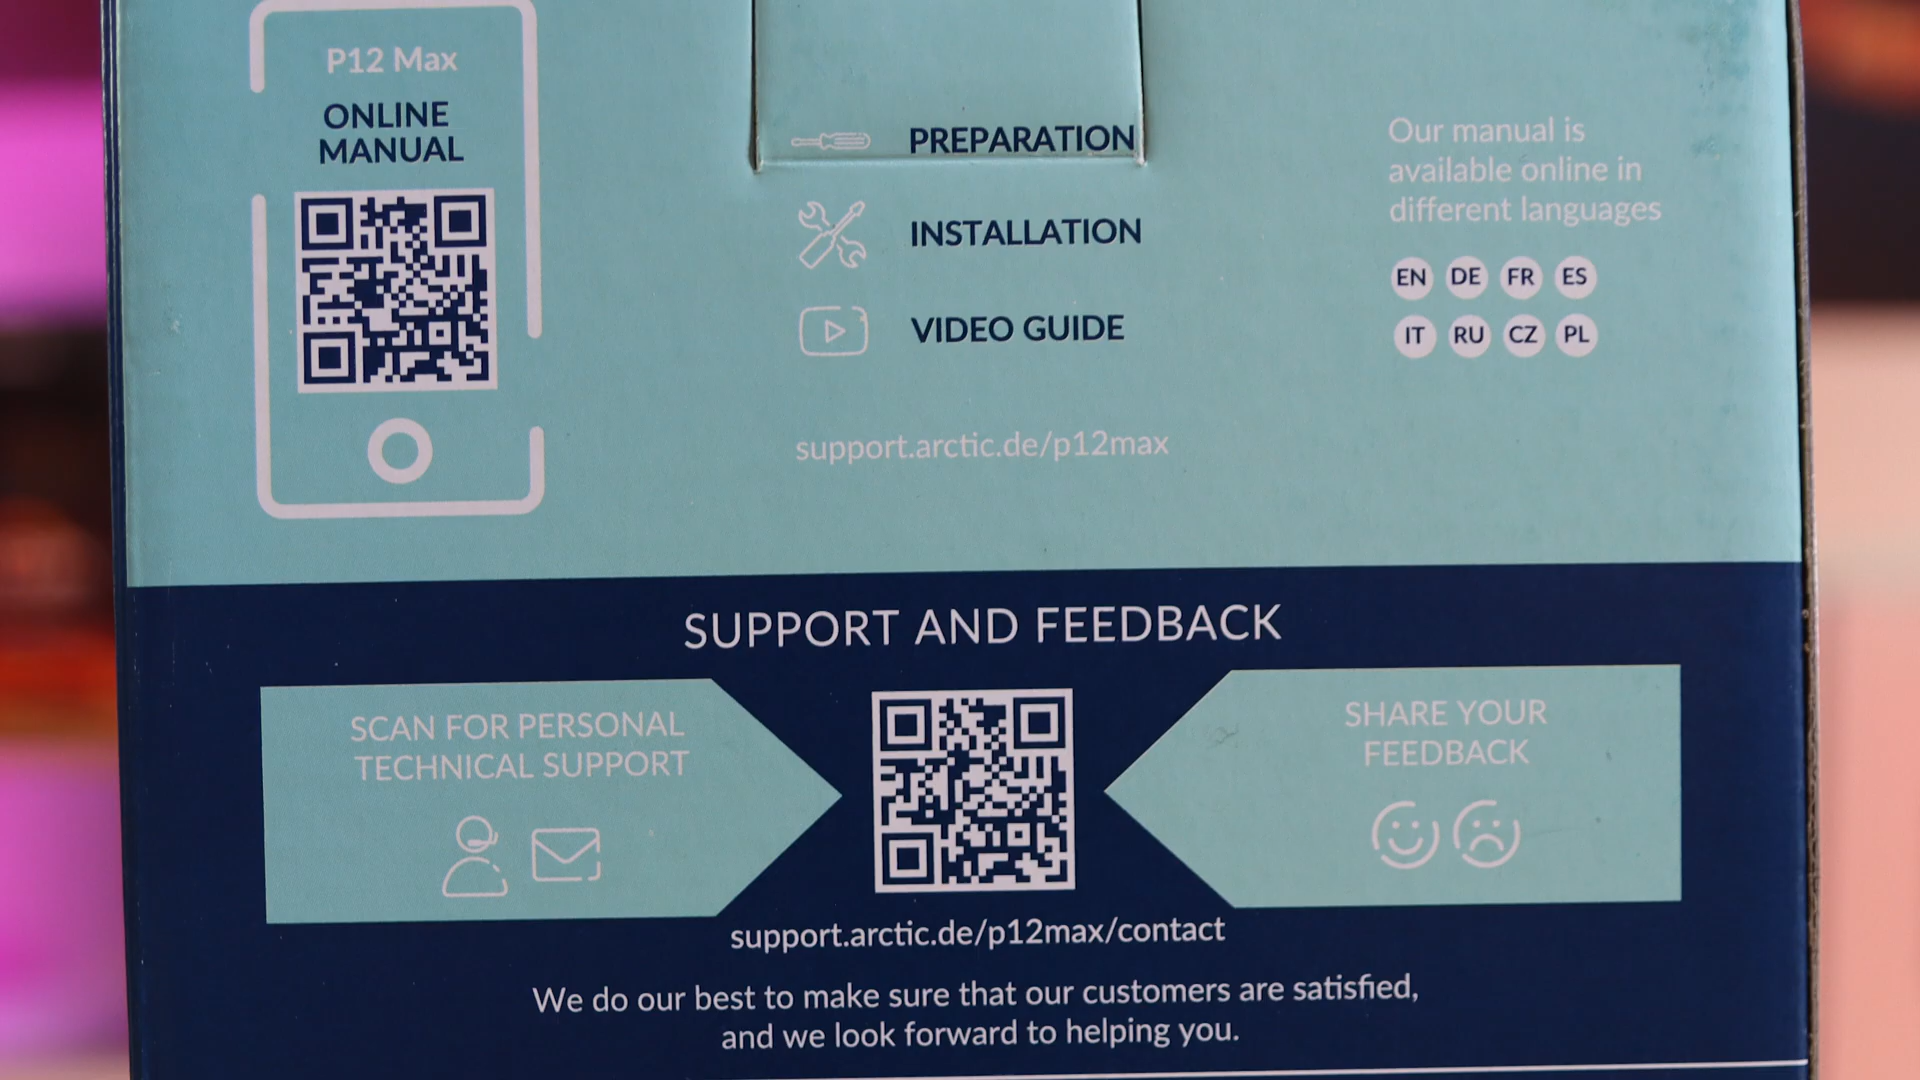 P12 Max
ONLINE
MANUAL
PREPARATION
INSTALLATION
VIDEO GUIDE
support.arctic.de/p12max
Our manual is
available online in
different languages
EN DE FR ES
IT RU CZ PL
SUPPORT AND FEEDBACK
SCAN FOR PERSONAL
TECHNICAL SUPPORT
SHARE YOUR
FEEDBACK
support.arctic.de/p12max/contact
We do our best to make sure that our customers are satisfied,
and we look forward to helping you.